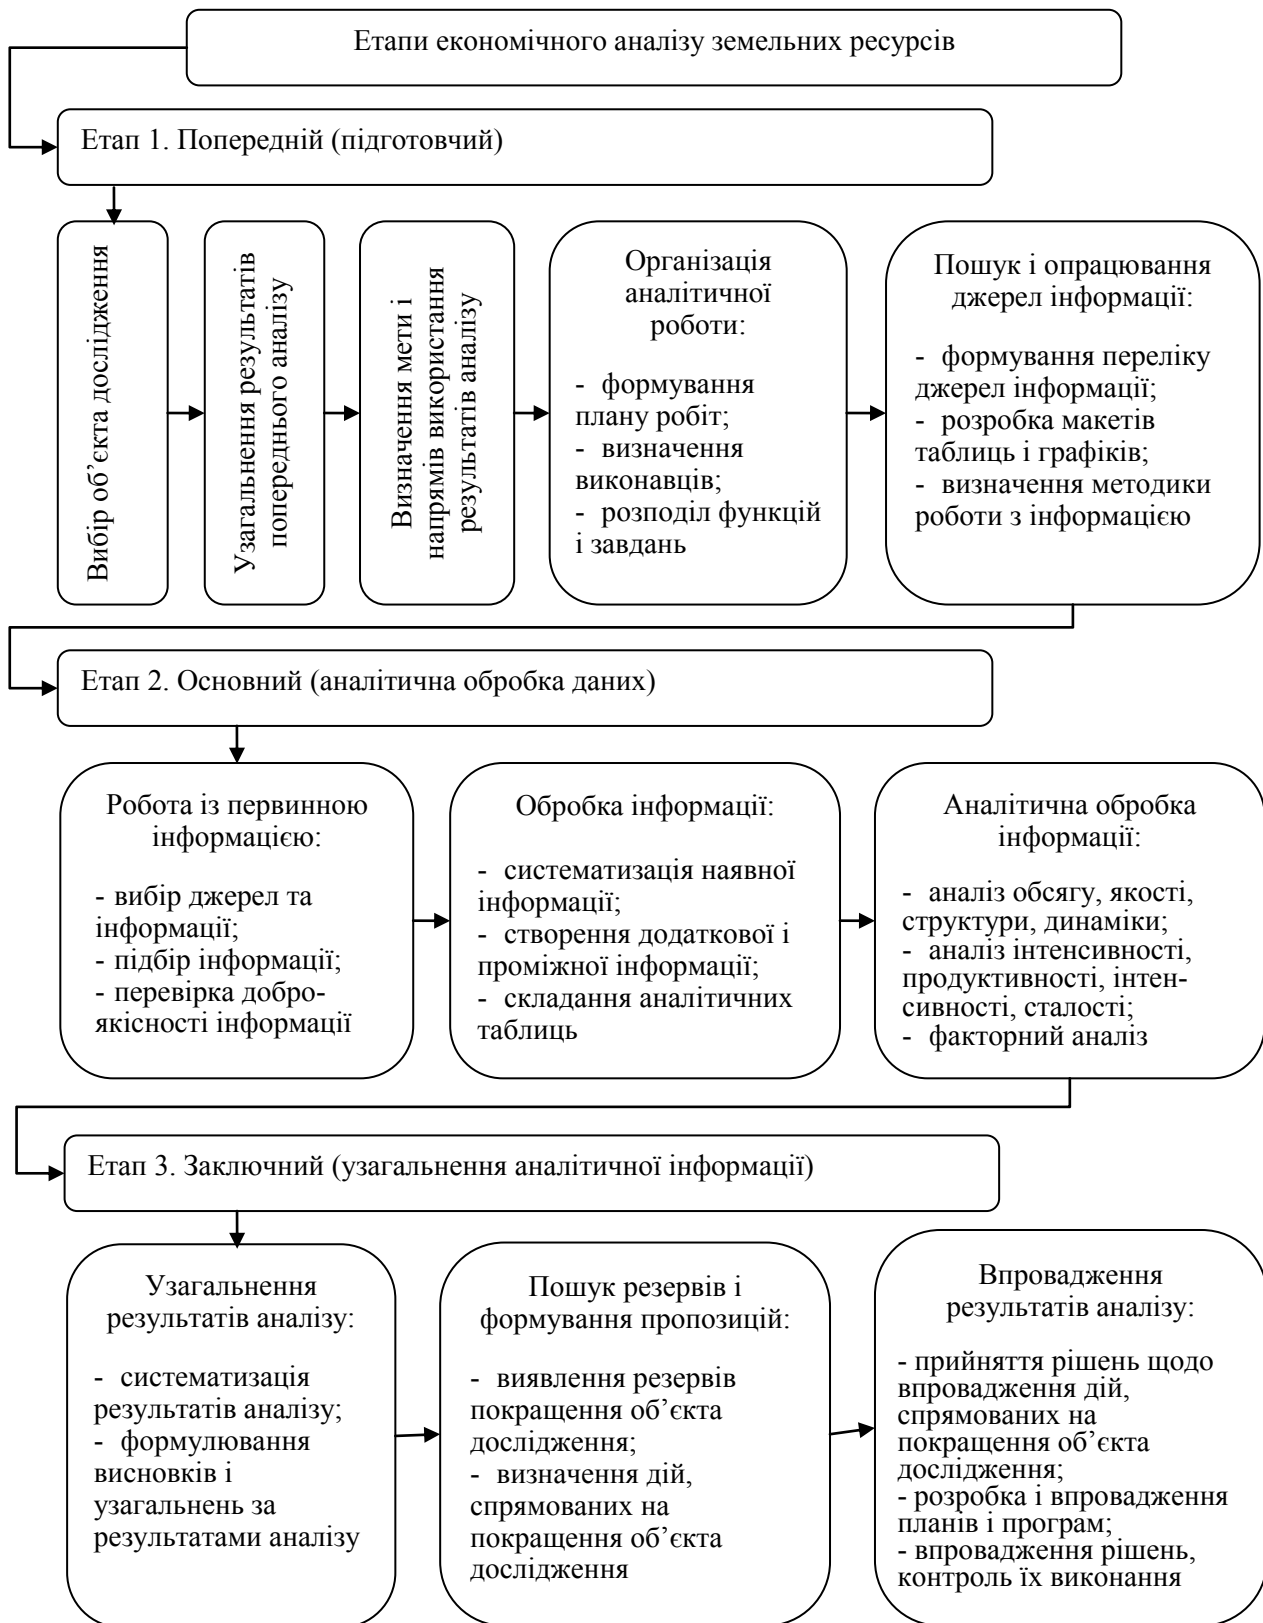 Етапи економічного аналізу земельних ресурсів
Етап 1. Попередній (підготовчий)
Вибір об’єкта дослідження
Узагальнення результатів
попереднього аналізу
Визначення мети і
напрямів використання
результатів аналізу
Організація
аналітичної
роботи:
- формування
плану робіт;
- визначення
виконавців;
- розподіл функцій
і завдань
Пошук і опрацювання
джерел інформації:
- формування переліку
джерел інформації;
- розробка макетів
таблиць і графіків;
- визначення методики
роботи з інформацією
Етап 2. Основний (аналітична обробка даних)
Робота із первинною
інформацією:
- вибір джерел та
інформації;
- підбір інформації;
- перевірка добро-
якісності інформації
Обробка інформації:
- систематизація наявної
інформації;
- створення додаткової і
проміжної інформації;
- складання аналітичних
таблиць
Аналітична обробка
інформації:
- аналіз обсягу, якості,
структури, динаміки;
- аналіз інтенсивності,
продуктивності, інтен-
сивності, сталості;
- факторний аналіз
Етап 3. Заключний (узагальнення аналітичної інформації)
Узагальнення
результатів аналізу:
- систематизація
результатів аналізу;
- формулювання
висновків і
узагальнень за
результатами аналізу
Пошук резервів і
формування пропозицій:
- виявлення резервів
покращення об’єкта
дослідження;
- визначення дій,
спрямованих на
покращення об’єкта
дослідження
Впровадження
результатів аналізу:
- прийняття рішень щодо
впровадження дій,
спрямованих на
покращення об’єкта
дослідження;
- розробка і впровадження
планів і програм;
- впровадження рішень,
контроль їх виконання